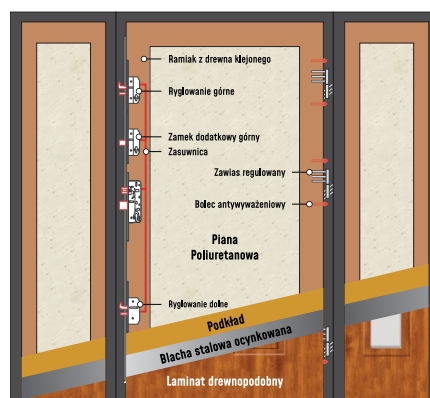 Ramiak z drewna klejonego
Ryglowanie górne
Zamek dodatkowy górny
Zasuwnica
Zawias regulowany
Bolec antywyważeniowy
Piana
Poliuretanowa
Ryglowanie dolne
Podkład
Blacha stalowa ocynkowana
Laminat drewnopodobny